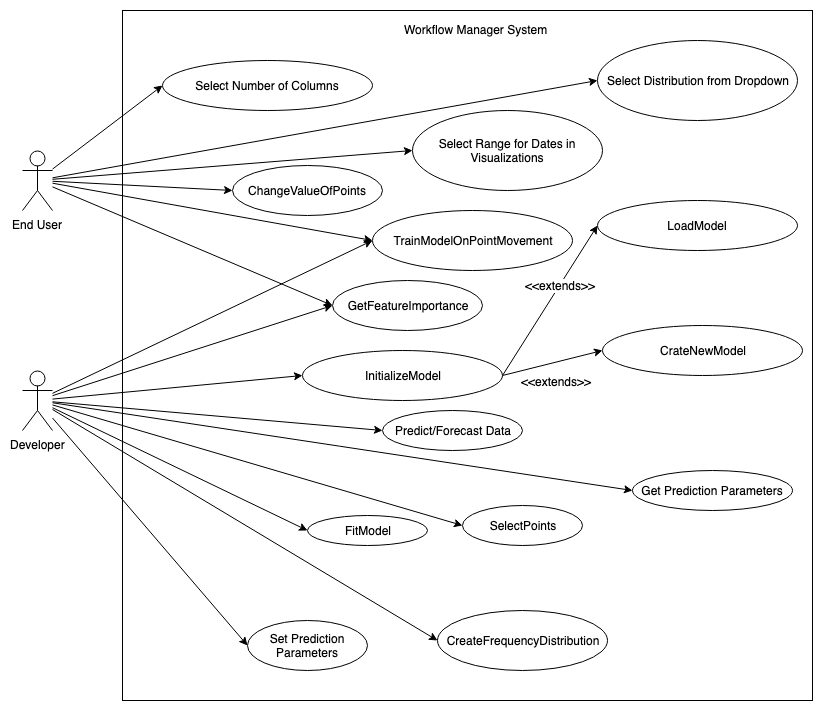 Workflow Manager System
Select Number of Columns
Select Distribution from Dropdown
Select Range for Dates in
Visualizations
ChangeValueOfPoints
End User
TrainModelOnPointMovement
LoadModel
<<extends>>
GetFeatureImportance
InitializeModel
CrateNewModel
<<extends>>
Developer
Predict/Forecast Data
Get Prediction Parameters
SelectPoints
FitModel
Set Prediction
Parameters
CreateFrequencyDistribution